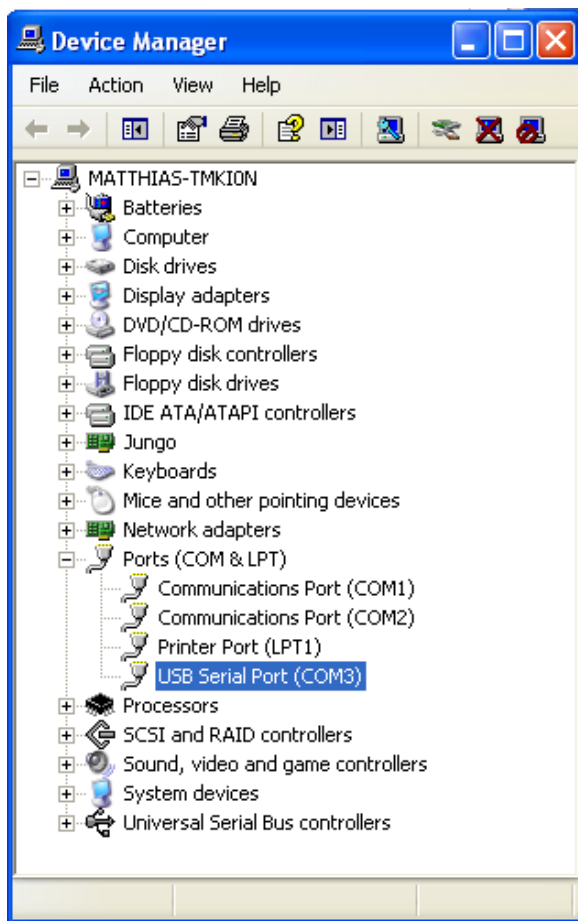 Device Manager
File Action View Help
MATTHIAS-TMKI0N
Batteries
Computer
Disk drives
Display adapters
DVD/CD-ROM drives
Floppy disk controllers
Floppy disk drives
IDE ATA/ATAPI controllers
Jungo
Keyboards
Mice and other pointing devices
Network adapters
Ports (COM & LPT)
Communications Port (COM1)
Communications Port (COM2)
Printer Port (LPT1)
USB Serial Port (COM3)
Processors
SCSI and RAID controllers
Sound, video and game controllers
System devices
Universal Serial Bus controllers